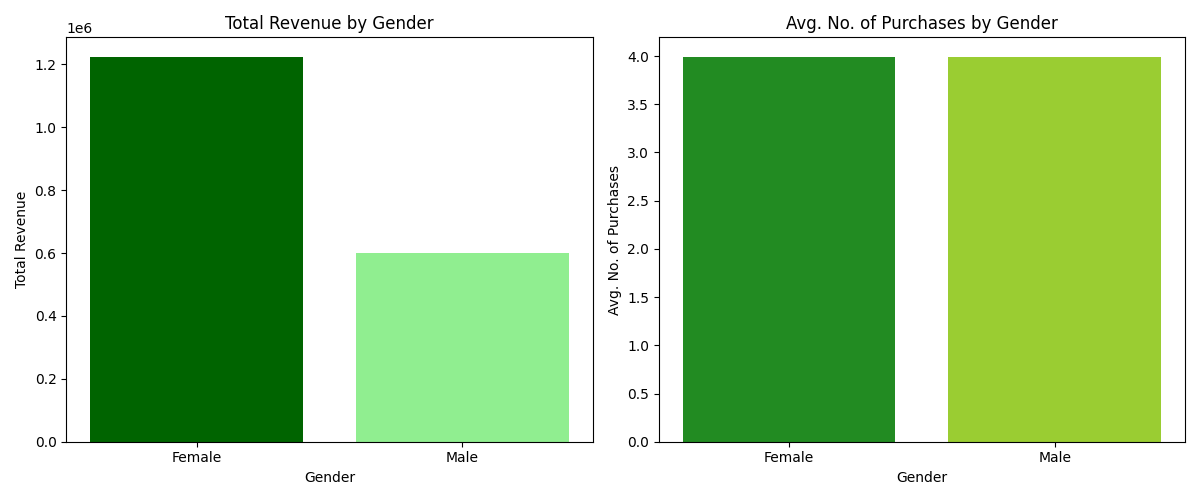 Total Revenue by Gender
1e6
1.2
1.0
0.8
0.6
0.4
0.2
0.0
Total Revenue
Female
Male
Gender
Avg. No. of Purchases by Gender
4.0
3.5
3.0
2.5
2.0
1.5
1.0
0.5
0.0
Avg. No. of Purchases
Female
Male
Gender